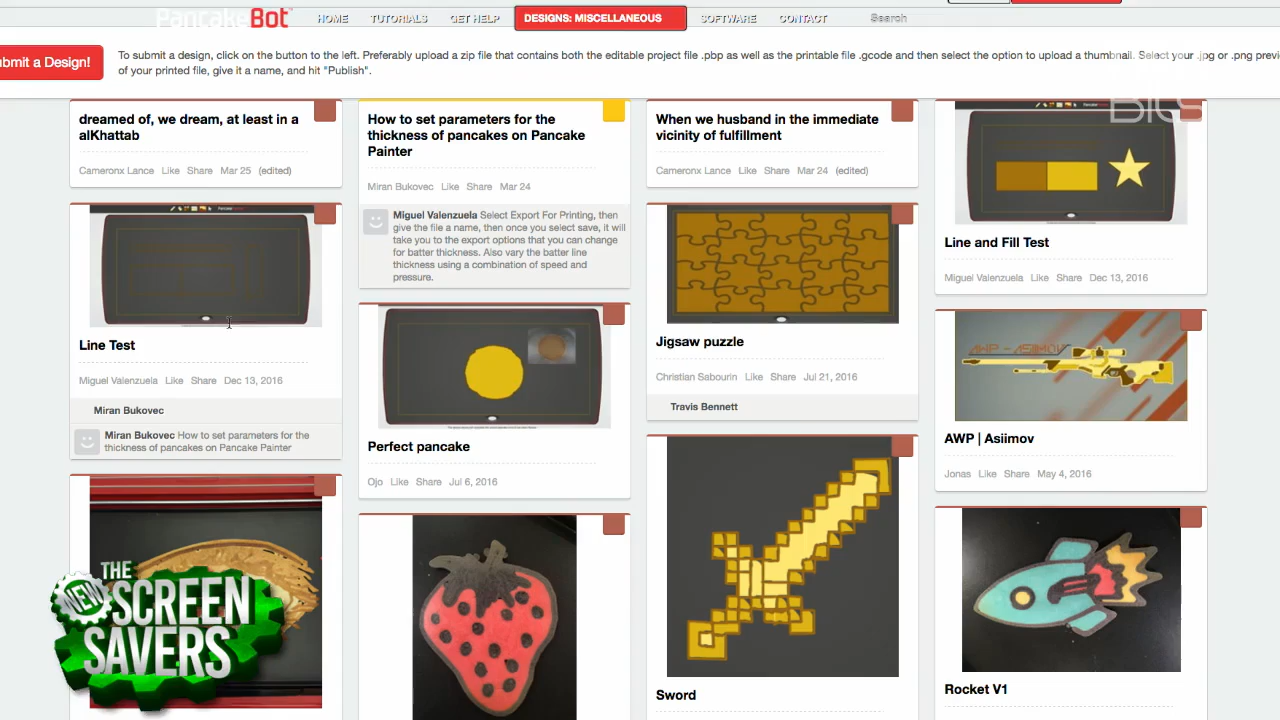 PancakeBot
HOME
TUTORIALS
GET HELP
DESIGNS: MISCELLANEOUS
SOFTWARE
CONTACT
Search
ubmit a Design!
To submit a design, click on the button to the left. Preferably upload a zip file that contains both the editable project file .pbp as well as the printable file .gcode and then select the option to upload a thumbnail. Select your .jpg or .png previ
of your printed file, give it a name, and hit "Publish".
dreamed of, we dream, at least in a
alKhattab
Cameronx Lance Like Share Mar 25 (edited)
Line Test
Miguel Valenzuela Like Share Dec 13, 2016
Miran Bukovec
Miran Bukovec How to set parameters for the
thickness of pancakes on Pancake Painter
How to set parameters for the
thickness of pancakes on Pancake
Painter
Miran Bukovec Like Share Mar 24
Miguel Valenzuela Select Export For Printing, then
give the file a name, then once you select save, it will
take you to the export options that you can change
for batter thickness. Also vary the batter line
thickness using a combination of speed and
pressure.
Perfect pancake
Ojo Like Share Jul 6, 2016
When we husband in the immediate
vicinity of fulfillment
Cameronx Lance Like Share Mar 24 (edited)
Jigsaw puzzle
Christian Sabourin Like Share Jul 21, 2016
Travis Bennett
Sword
BITS
Line and Fill Test
Miguel Valenzuela Like Share Dec 13, 2016
AWP - ASIIMOV
AWP | Asiimov
Jonas Like Share May 4, 2016
Rocket V1
THE
NEW
SCREEN
SAVERS